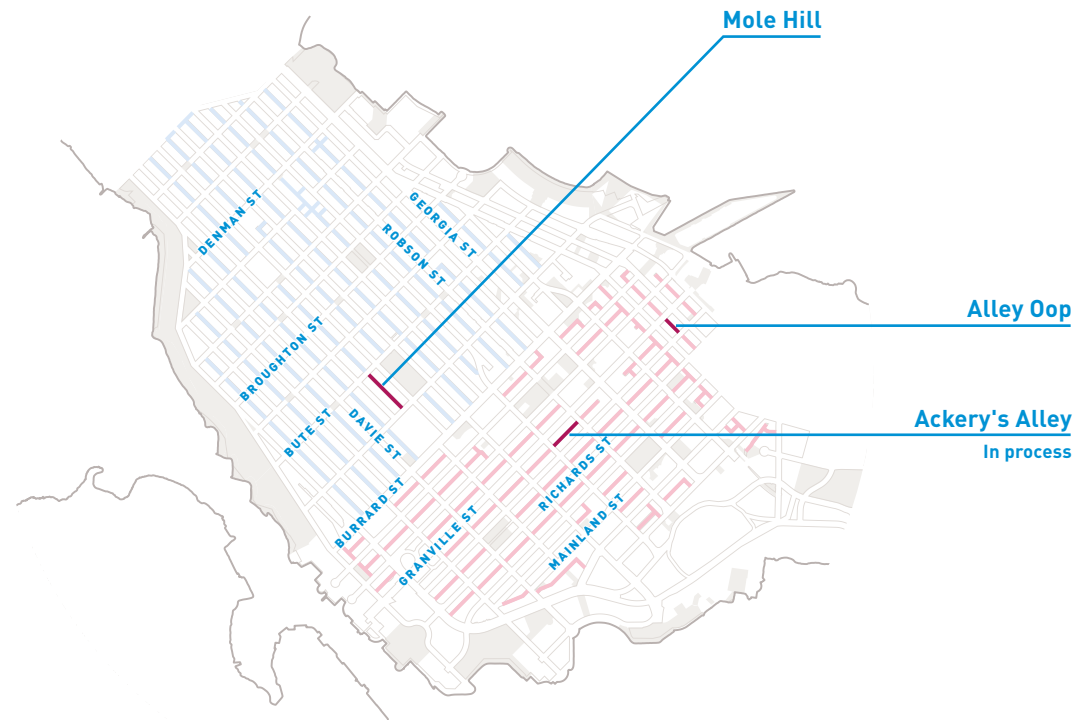 Mole Hill
GEORGIA ST
DENMAN ST
ROBSON ST
Alley Oop
BROUGHTON ST
BUTE ST
DAVIE ST
Ackery's Alley
In process
RICHARDS ST
BURRARD ST
GRANVILLE ST
MAINLAND ST